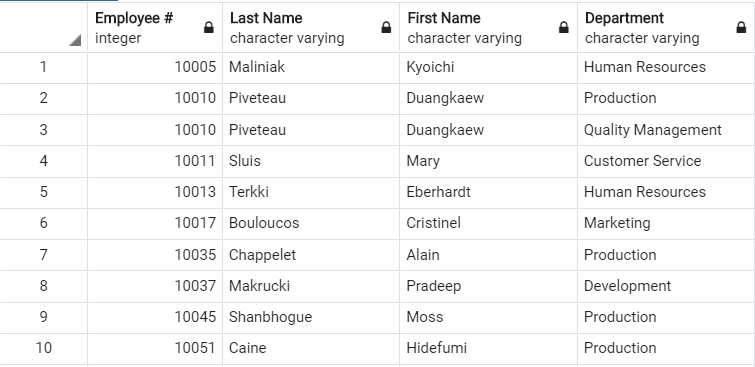 Employee # Last Name First Name Department
integer character varying character varying character varying
1 10005 Maliniak Kyoichi Human Resources
2 10010 Piveteau Duangkaew Production
3 10010 Piveteau Duangkaew Quality Management
4 10011 Sluis Mary Customer Service
5 10013 Terkki Eberhardt Human Resources
6 10017 Bouloucos Cristinel Marketing
7 10035 Chappelet Alain Production
8 10037 Makrucki Pradeep Development
9 10045 Shanbhogue Moss Production
10 10051 Caine Hidefumi Production